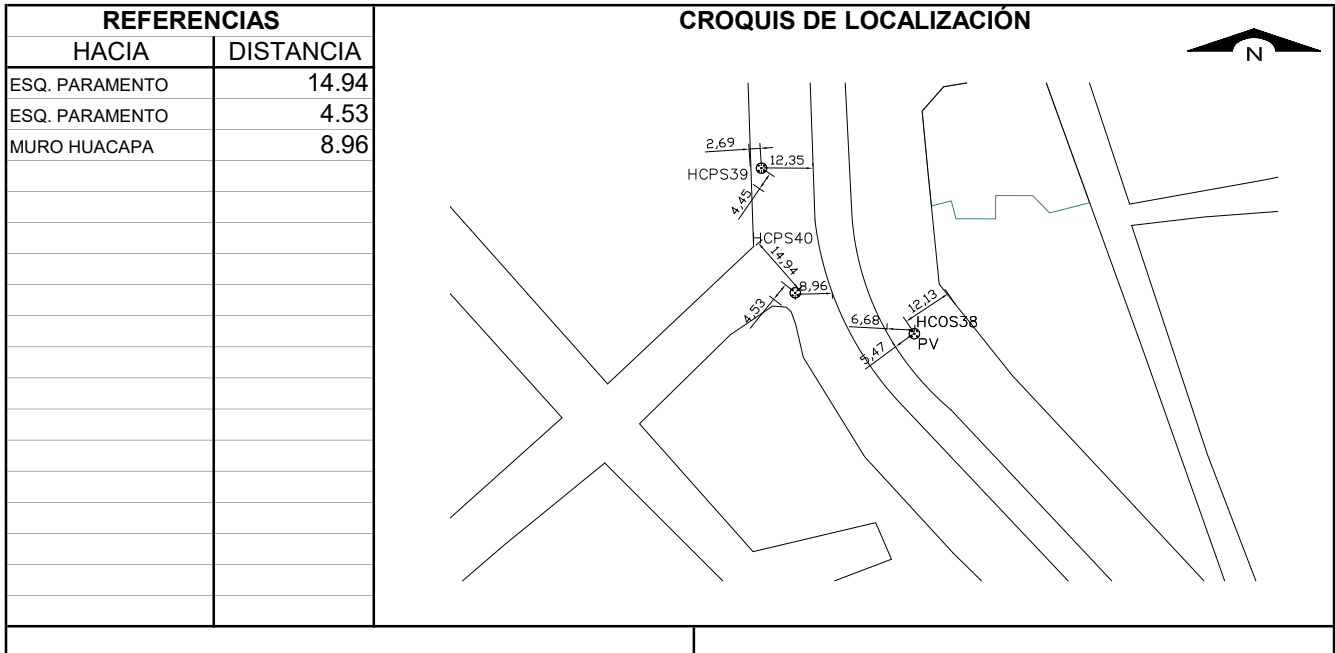 REFERENCIAS
HACIA DISTANCIA
ESQ. PARAMENTO 14.94
ESQ. PARAMENTO 4.53
MURO HUACAPA 8.96
CROQUIS DE LOCALIZACIÓN
N
2,69
12,35
HCPS39
4,45
HCPS40
14,94
8,96
4,53
12,13
6,68
HCOS38
PV
5,47